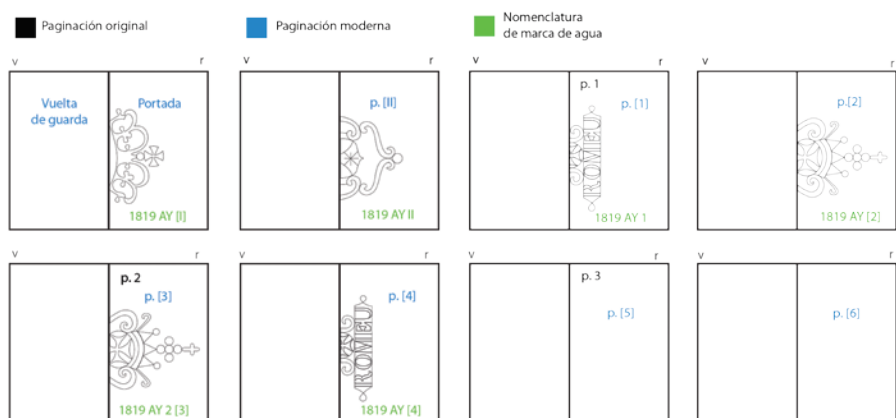 Paginación original
Paginación moderna
Nomenclatura
de marca de agua
v r
v r
v r
v r
Vuelta
de guarda
Portada
1819 AY [I]
p. [II]
1819 AY II
p. 1
p. [1]
ROMEU
1819 AY 1
p.[2]
1819 AY [2]
v r
v r
v r
v r
p. 2
p. [3]
1819 AY 2 [3]
p. [4]
ROMEU
1819 AY [4]
p. 3
p. [5]
p. [6]